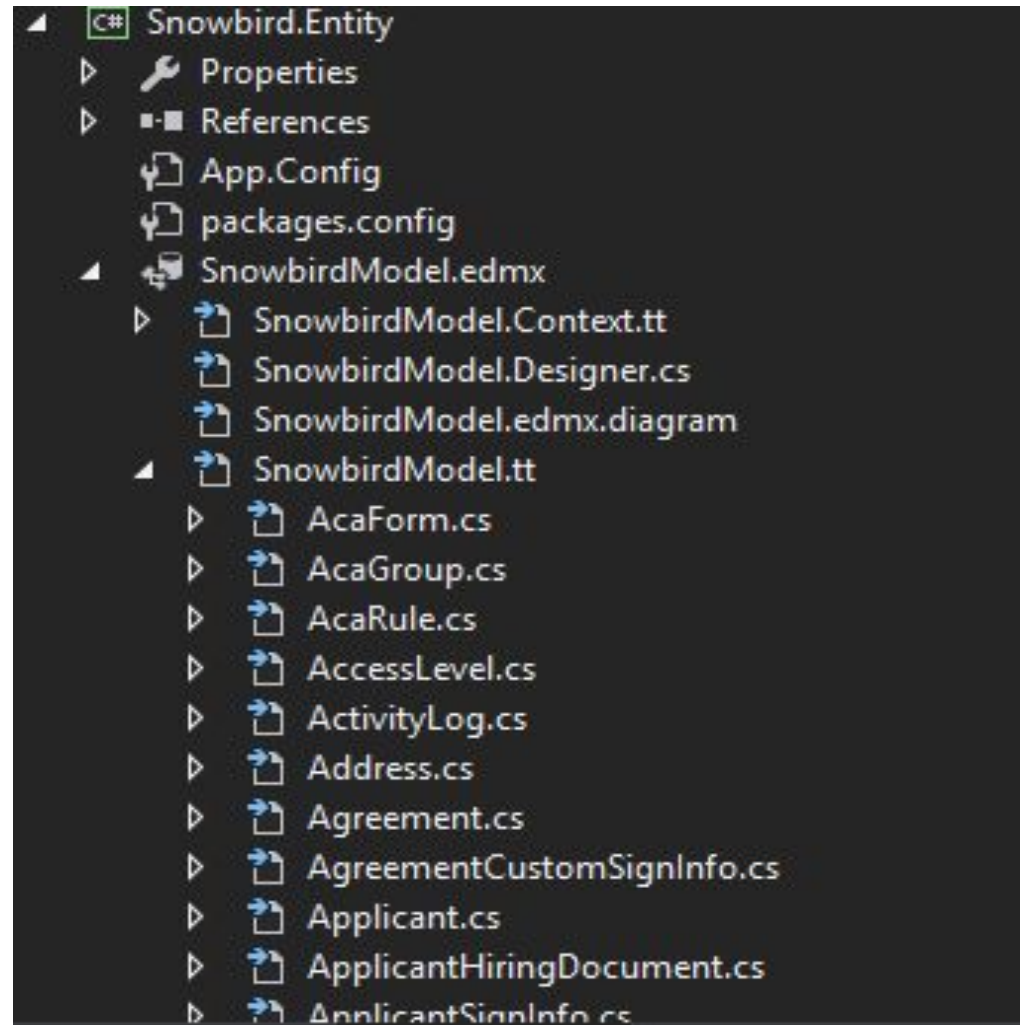 C# Snowbird.Entity
Properties
References
App.Config
packages.config
SnowbirdModel.edmx
SnowbirdModel.Context.tt
SnowbirdModel.Designer.cs
SnowbirdModel.edmx.diagram
SnowbirdModel.tt
AcaForm.cs
AcaGroup.cs
AcaRule.cs
AccessLevel.cs
ActivityLog.cs
Address.cs
Agreement.cs
AgreementCustomSignInfo.cs
Applicant.cs
ApplicantHiringDocument.cs
ApplicantSignInfo.cs